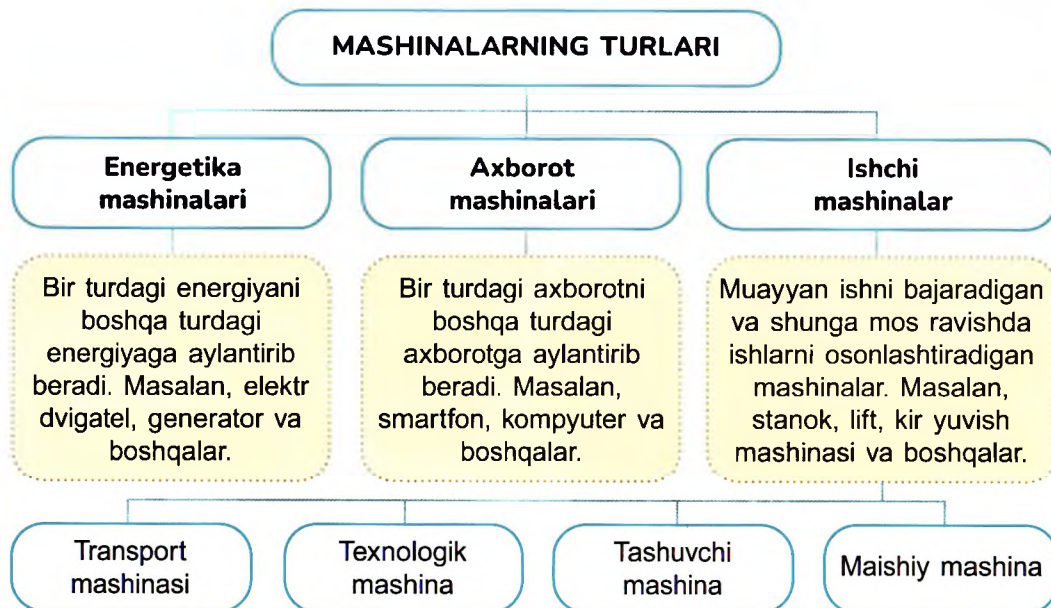 MASHINALARNING TURLARI
Energetika
mashinalari
Axborot
mashinalari
Ishchi
mashinalar
Bir turdagi energiyani
boshqa turdagi
energiyaga aylantirib
beradi. Masalan, elektr
dvigatel, generator va
boshqalar.
Bir turdagi axborotni
boshqa turdagi
axborotga aylantirib
beradi. Masalan,
smartfon, kompyuter va
boshqalar.
Muayyan ishni bajaradigan
va shunga mos ravishda
ishlarni osonlashtiradigan
mashinalar. Masalan,
stanok, lift, kir yuvish
mashinasi va boshqalar.
Transport
mashinasi
Texnologik
mashina
Tashuvchi
mashina
Maishiy mashina